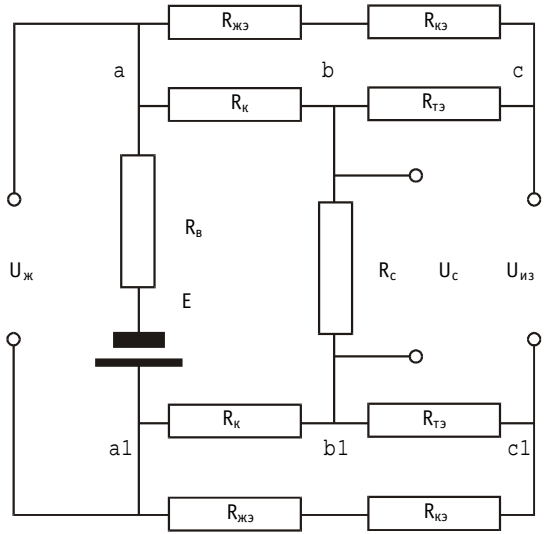 Rжэ Rкэ
a b c
Rк Rтэ
Rв Rс Uс Uиз
Uж
E
Rк Rтэ
a1 b1 c1
Rжэ Rкэ